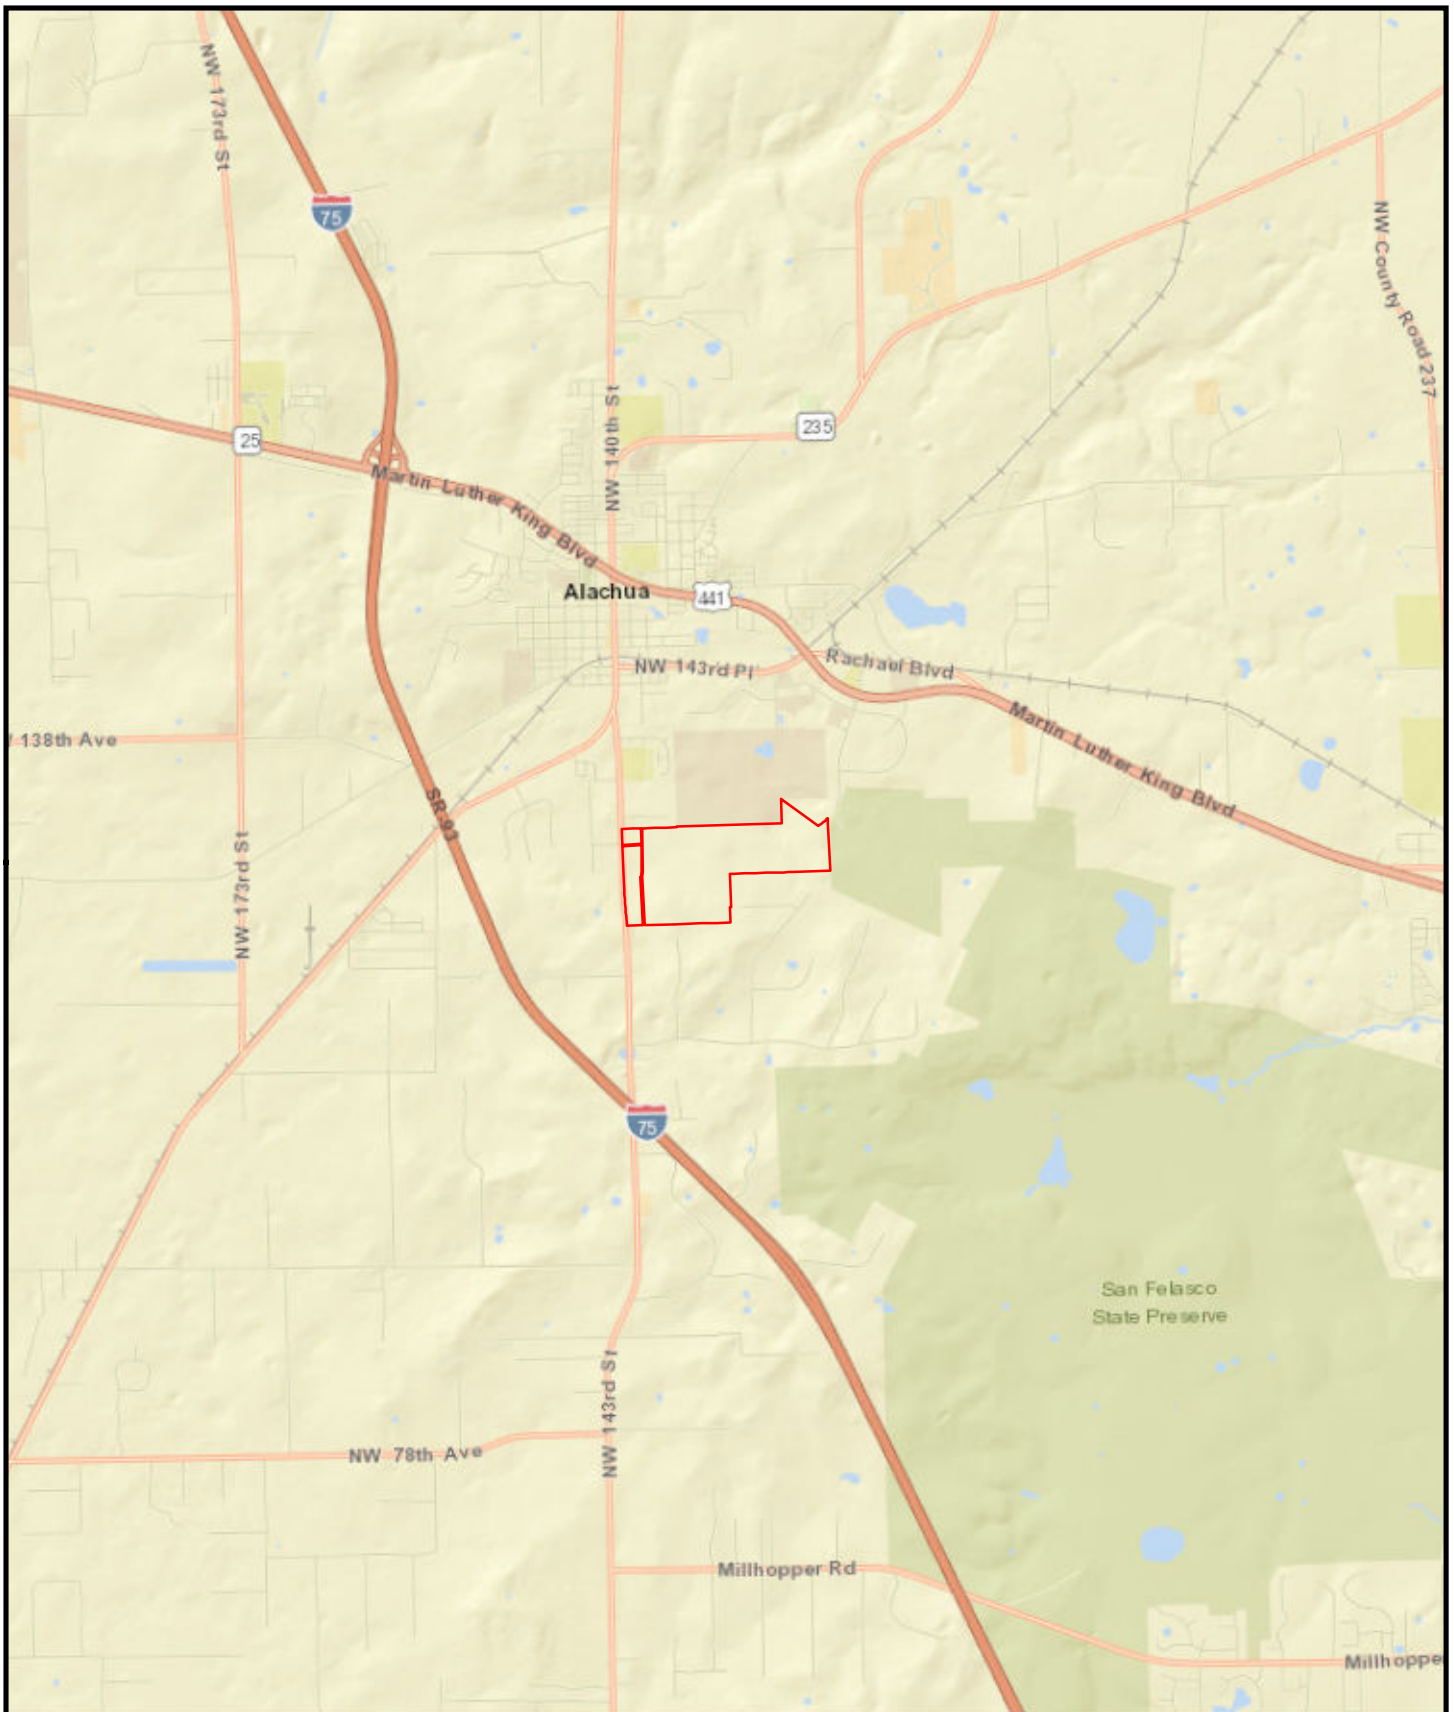 NW 173rd St
75
NW County Road 237
NW 140th St
235
25
Martin Luther King Blvd
Alachua
441
NW 143rd Pl
Rachael Blvd
Martin Luther King Blvd
138th Ave
SR 93
NW 173rd St
75
San Felasco
State Preserve
NW 143rd St
NW 78th Ave
Millhopper Rd
Millhoppe